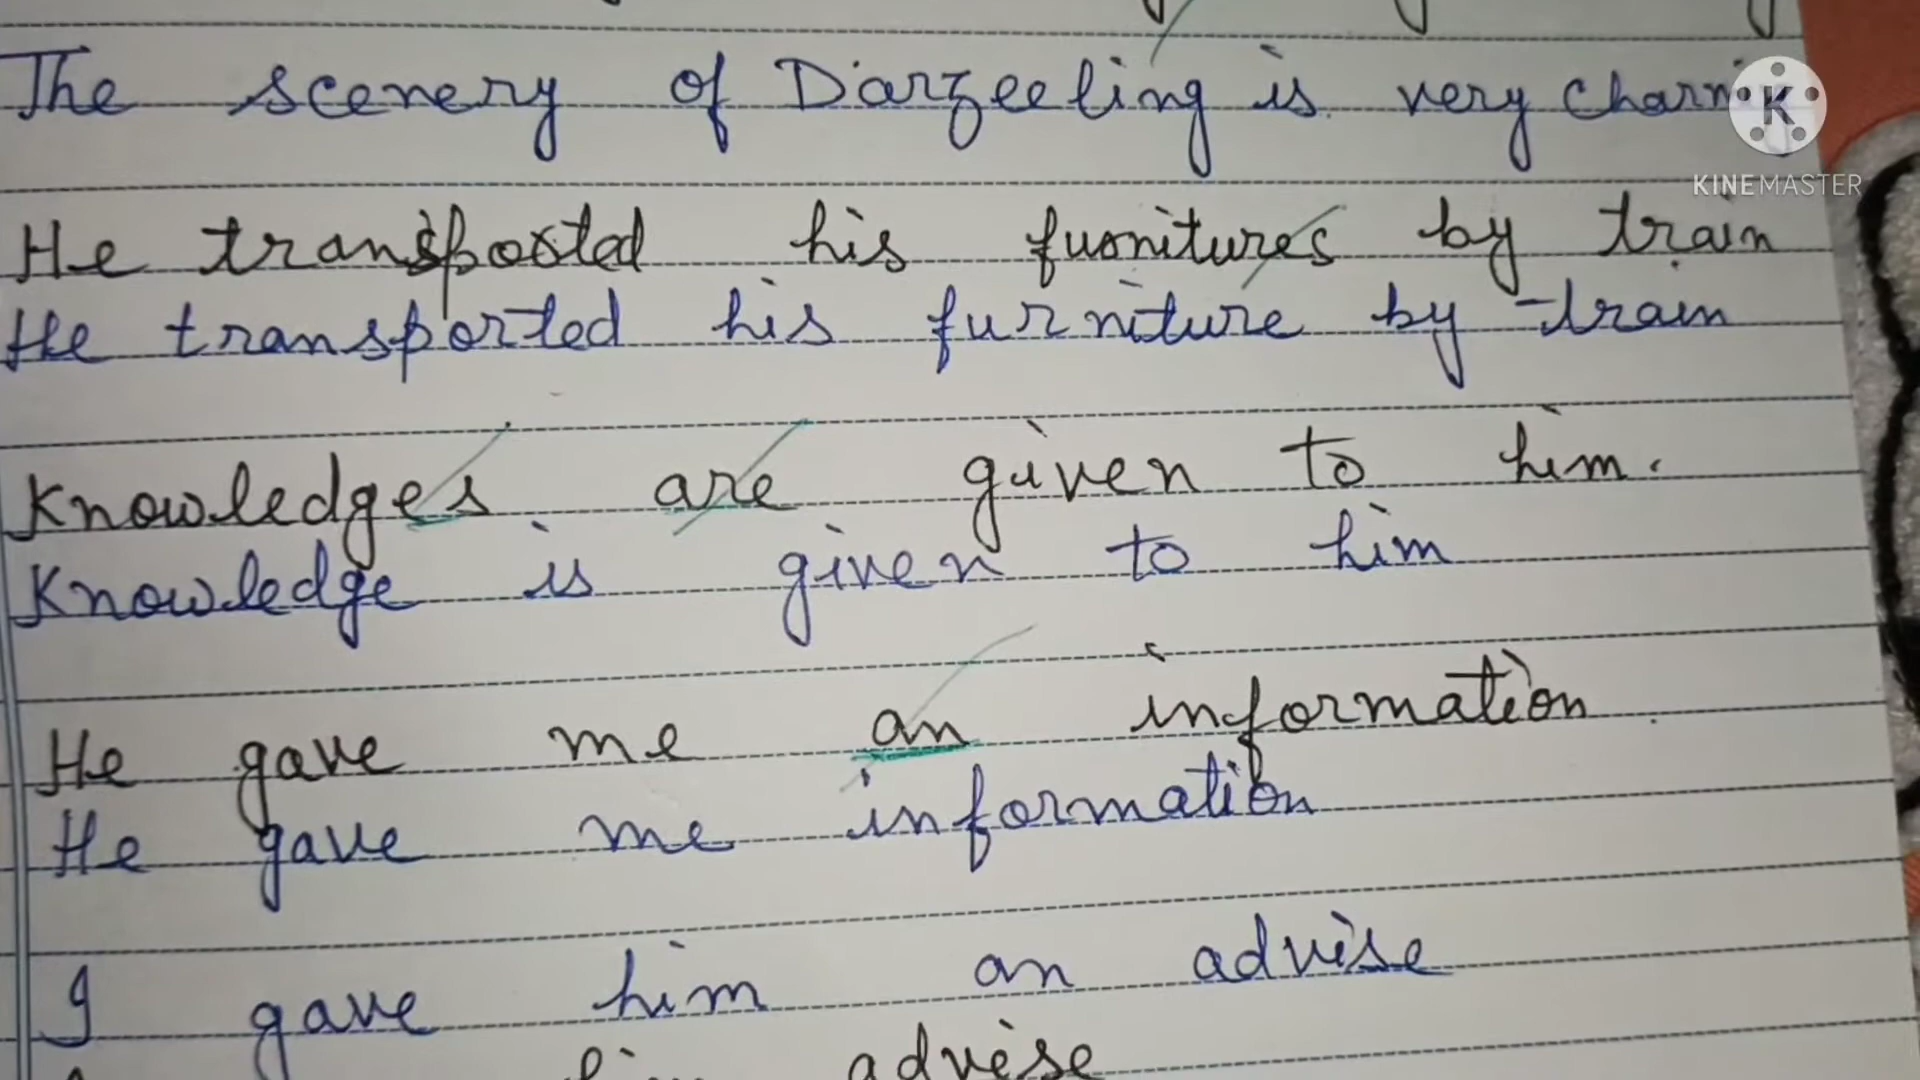 The scenery of Darzeeling is very charm
K
KINEMASTER
He transported his furnitures by train
He transported his furniture by train
Knowledges are given to him.
Knowledge is given to him
He gave me an information
He gave me information
I gave him an advise
advise